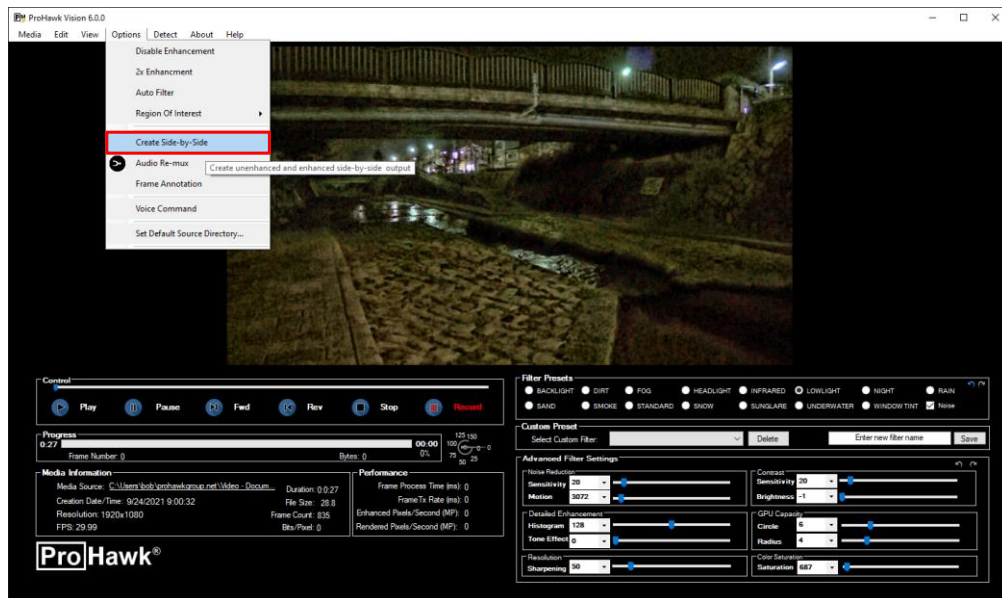 ProHawk Vision 6.0.0
Media Edit View Options Detect About Help
Disable Enhancement
2x Enhancment
Auto Filter
Region Of Interest
Create Side-by-Side
Audio Re-mux
Create unenhanced and enhanced side-by-side output
Frame Annotation
Voice Command
Set Default Source Directory...
Control
Play Pause Fwd Rev Stop Record
Progress
0:27 00:00
Frame Number: 0 Bytes: 0 0%
125 150
100 0
75
50 25
Media Information
Media Source: C:\Users\bob\prohawkgroup.net\Video - Docum... Duration: 0:0:27
Creation Date/Time: 9/24/2021 9:00:32 File Size: 28.8
Resolution: 1920x1080 Frame Count: 835
FPS: 29.99 Bits/Pixel: 0
Performance
Frame Process Time (ms): 0
Frame Tx Rate (ms): 0
Enhanced Pixels/Second (MP): 0
Rendered Pixels/Second (MP): 0
ProHawk®
Filter Presets
BACKLIGHT DIRT FOG HEADLIGHT INFRARED LOWLIGHT NIGHT RAIN
SAND SMOKE STANDARD SNOW SUNGLARE UNDERWATER WINDOW TINT Noise
Custom Preset
Select Custom Filter: Delete Enter new filter name Save
Advanced Filter Settings
Noise Reduction
Sensitivity 20
Motion 3072
Detailed Enhancement
Histogram 128
Tone Effect 0
Resolution
Sharpening 50
Contrast
Sensitivity 20
Brightness -1
GPU Capacity
Circle 6
Radius 4
Color Saturation
Saturation 687